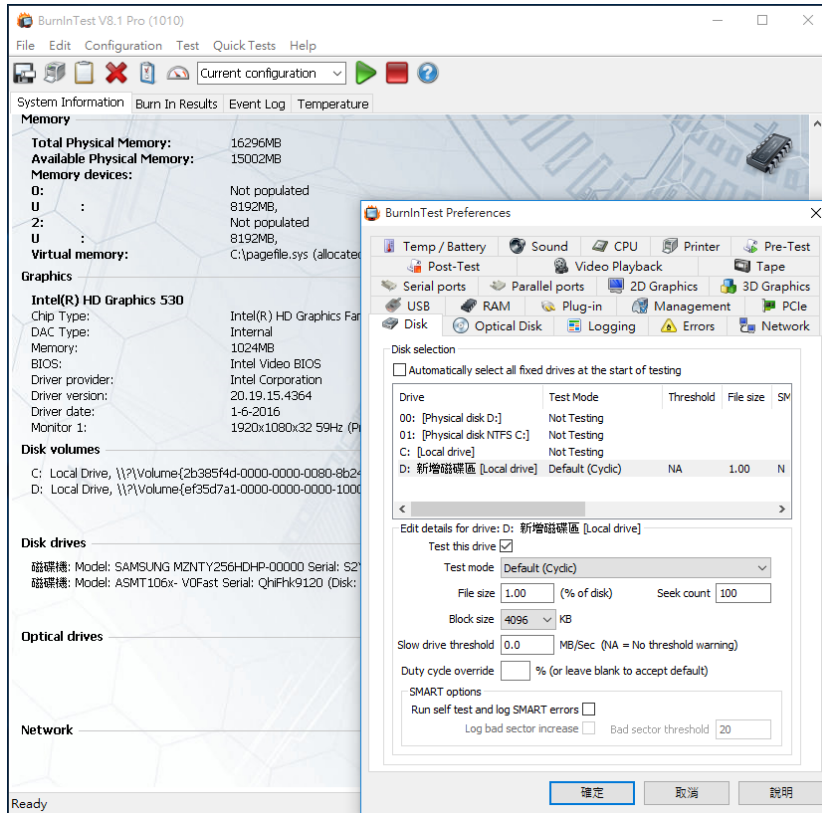 BurnInTest V8.1 Pro (1010)
File Edit Configuration Test Quick Tests Help
Current configuration
System Information Burn In Results Event Log Temperature
Memory
Total Physical Memory: 16296MB
Available Physical Memory: 15002MB
Memory devices:
0: Not populated
U : 8192MB,
2: Not populated
U : 8192MB,
Virtual memory: C:\pagefile.sys (allocated
Graphics
Intel(R) HD Graphics 530
Chip Type: Intel(R) HD Graphics Fam
DAC Type: Internal
Memory: 1024MB
BIOS: Intel Video BIOS
Driver provider: Intel Corporation
Driver version: 20.19.15.4364
Driver date: 1-6-2016
Monitor 1: 1920x1080x32 59Hz (P
Disk volumes
C: Local Drive, \\?\Volume{2b385f4d-0000-0000-0080-8b24
D: Local Drive, \\?\Volume{ef35d7a1-0000-0000-0000-1000
Disk drives
磁碟機: Model: SAMSUNG MZNTY256HDHP-00000 Serial: S2Y
磁碟機: Model: ASMT106x- V0Fast Serial: QhiFhk9120 (Disk:
Optical drives
Network
Ready
BurnInTest Preferences
Temp / Battery Sound CPU Printer Pre-Test
Post-Test Video Playback Tape
Serial ports Parallel ports 2D Graphics 3D Graphics
USB RAM Plug-in Management PCIe
Disk Optical Disk Logging Errors Network
Disk selection
Automatically select all fixed drives at the start of testing
Drive Test Mode Threshold File size SM
00: [Physical disk D:] Not Testing
01: [Physical disk NTFS C:] Not Testing
C: [Local drive] Not Testing
D: 新增磁碟區 [Local drive] Default (Cyclic) NA 1.00 N
Edit details for drive: D: 新增磁碟區 [Local drive]
Test this drive
Test mode Default (Cyclic)
File size 1.00 (% of disk) Seek count 100
Block size 4096 KB
Slow drive threshold 0.0 MB/Sec (NA = No threshold warning)
Duty cycle override % (or leave blank to accept default)
SMART options
Run self test and log SMART errors
Log bad sector increase Bad sector threshold 20
確定 取消 說明